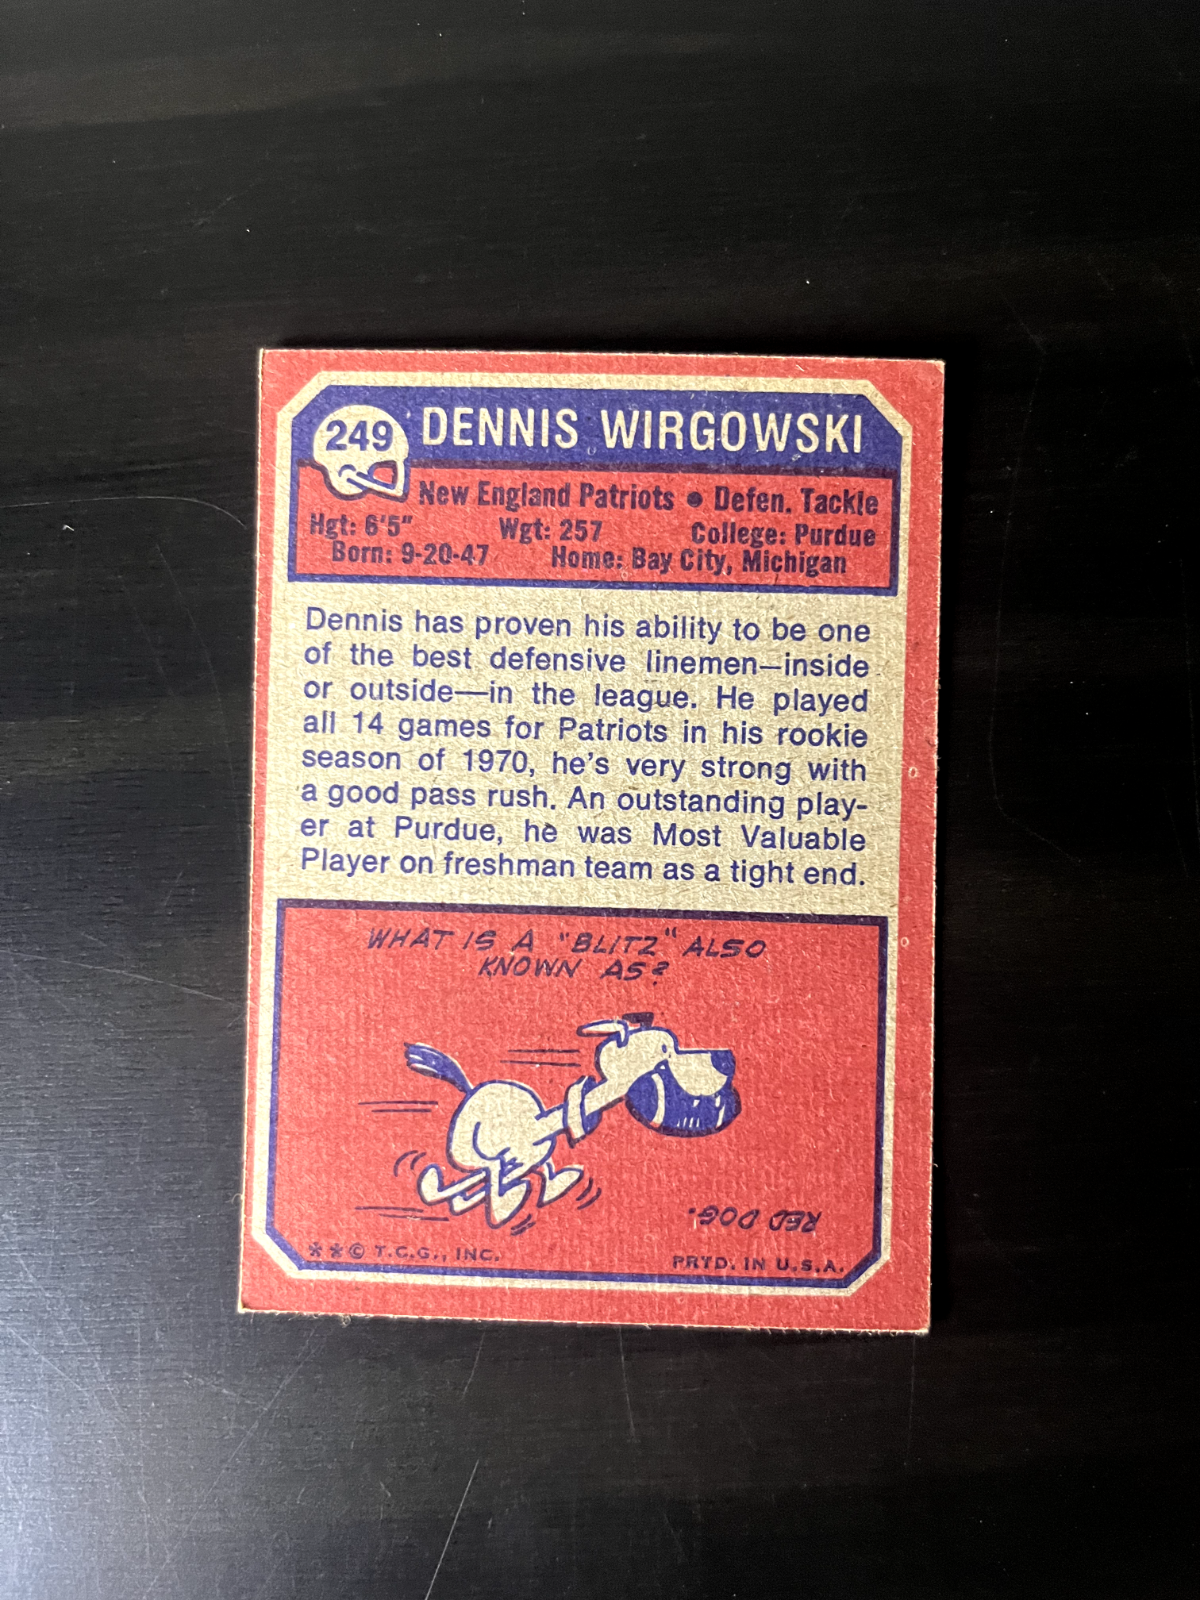 249 DENNIS WIRGOWSKI
New England Patriots • Defen. Tackle
Hgt: 6'5" Wgt: 257 College: Purdue
Born: 9-20-47 Home: Bay City, Michigan
Dennis has proven his ability to be one
of the best defensive linemen—inside
or outside—in the league. He played
all 14 games for Patriots in his rookie
season of 1970, he's very strong with
a good pass rush. An outstanding play-
er at Purdue, he was Most Valuable
Player on freshman team as a tight end.
WHAT IS A "BLITZ" ALSO
KNOWN AS?
RED DOG.
**© T.C.G., INC. PRTD. IN U.S.A.